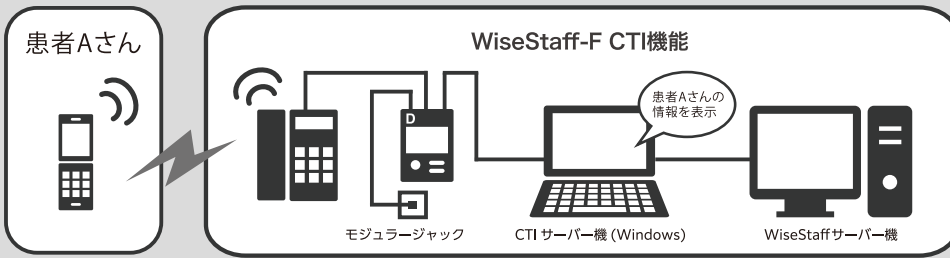 患者Aさん
WiseStaff-F CTI機能
患者Aさんの
情報を表示
D
モジュラージャック
CTI サーバー機 (Windows)
WiseStaffサーバー機